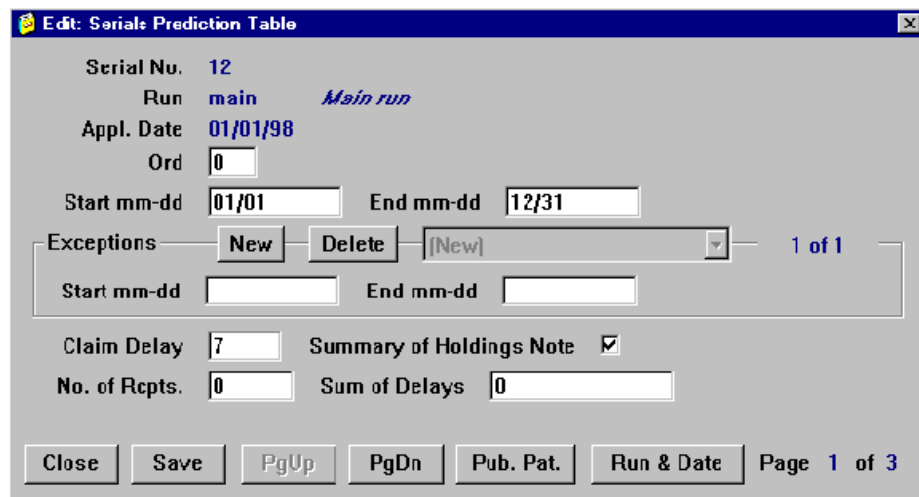 Edit: Serials Prediction Table
Serial No. 12
Run main Main run
Appl. Date 01/01/98
Ord 0
Start mm-dd 01/01 End mm-dd 12/31
Exceptions New Delete (New) 1 of 1
Start mm-dd End mm-dd
Claim Delay 7 Summary of Holdings Note
No. of Rcpts. 0 Sum of Delays 0
Close Save PgUp PgDn Pub. Pat. Run & Date Page 1 of 3